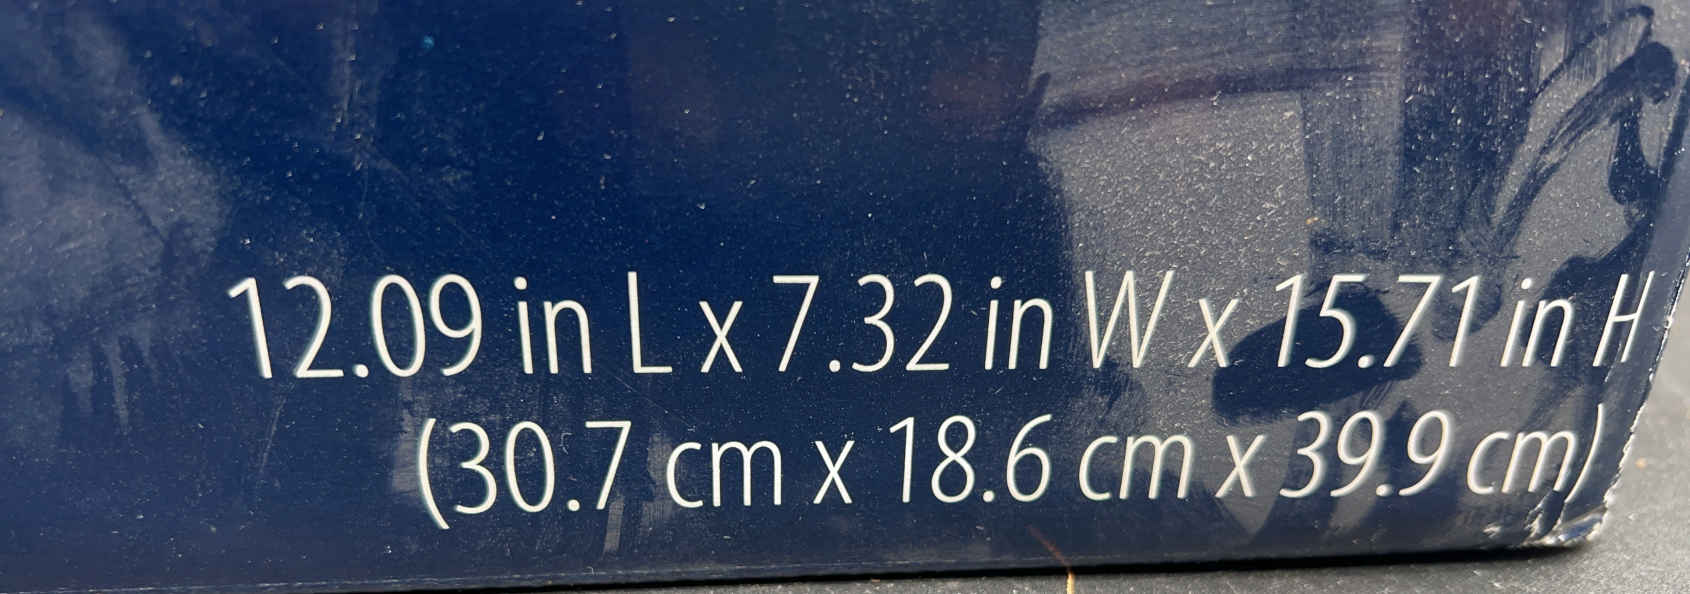 12.09 in L x 7.32 in W x 15.71 in H
(30.7 cm x 18.6 cm x 39.9 cm)